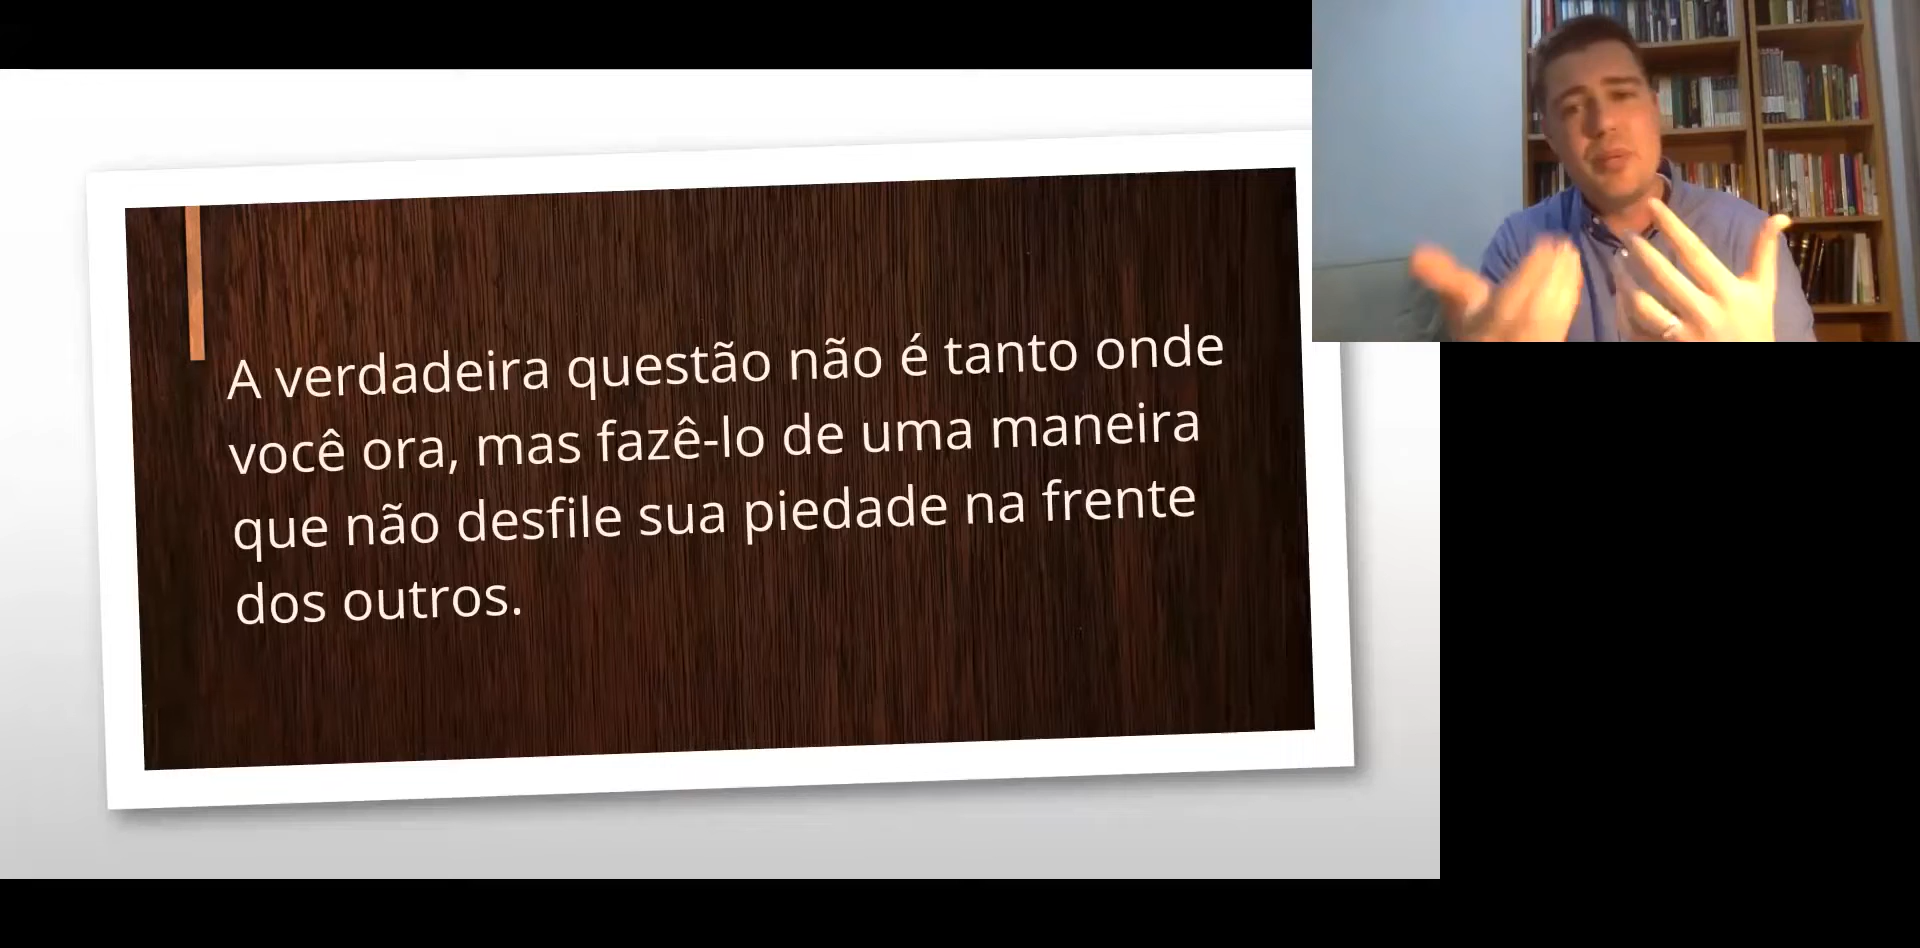 A verdadeira questão não é tanto onde
você ora, mas fazê-lo de uma maneira
que não desfile sua piedade na frente
dos outros.